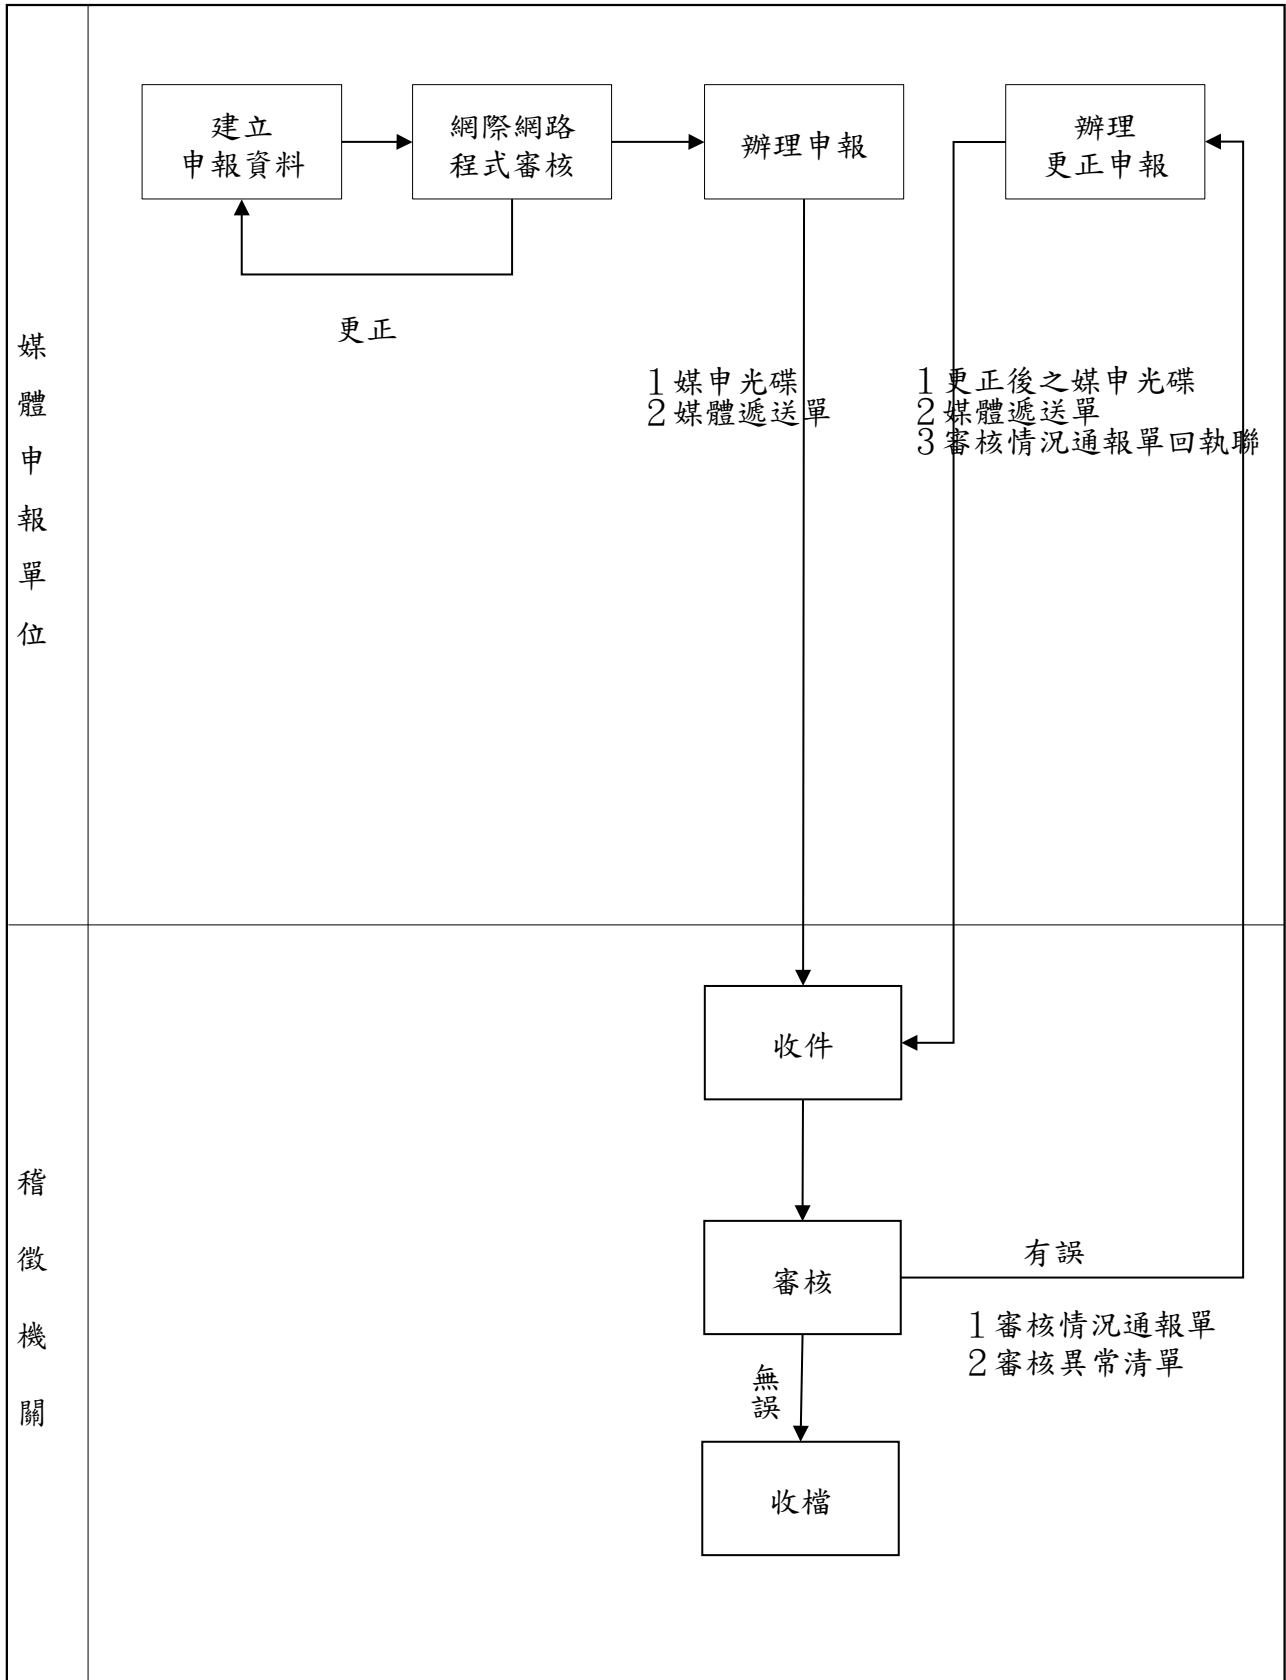 建立
申報資料
網際網路
程式審核
辦理申報
辦理
更正申報
更正
1媒申光碟
2媒體遞送單
1更正後之媒申光碟
2媒體遞送單
3審核情況通報單回執聯
媒體申報單位
收件
審核
有誤
1審核情況通報單
2審核異常清單
無誤
收檔
稽徵機關